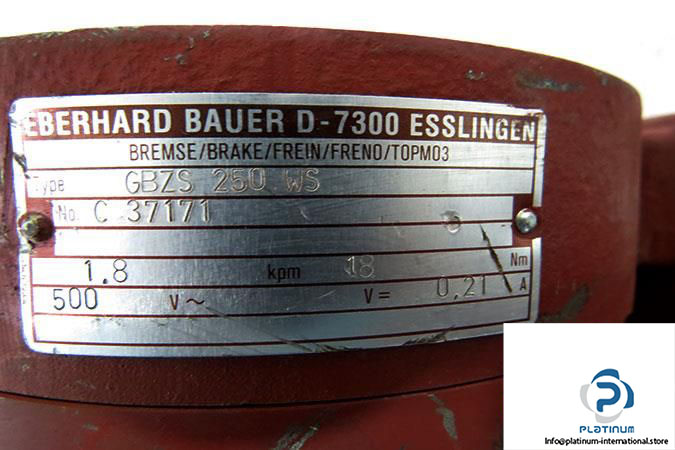 EBERHARD BAUER D-7300 ESSLINGEN
BREMSE/BRAKE/FREIN/FRENO/TOPMO3
Type GBZS 250 WS
No. C 37171
1.8 kpm 18 Nm
500 V~ V= 0,21 A
PLATINUM
Info@platinum-international.store